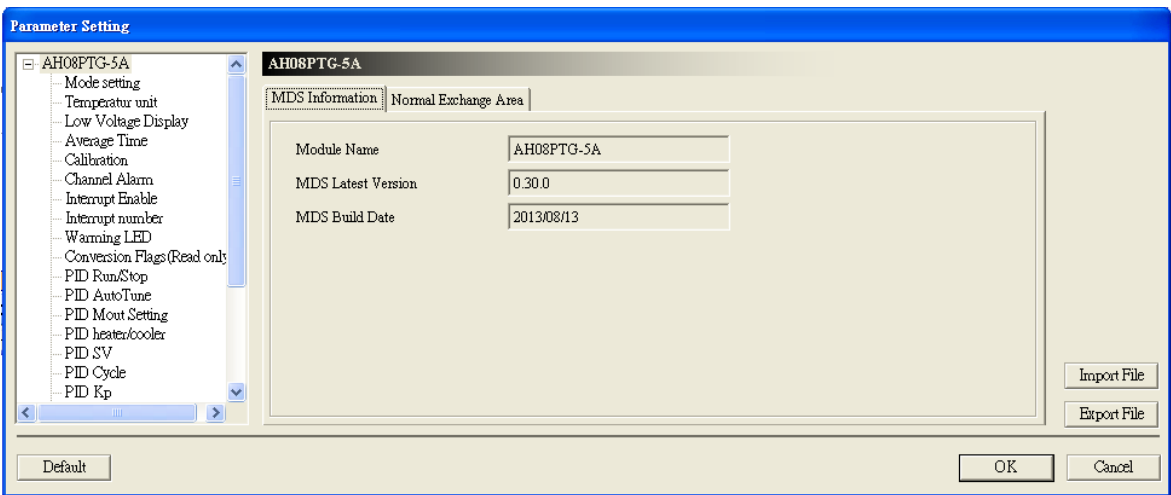 Parameter Setting
AH08PTG-5A
Mode setting
Temperatur unit
Low Voltage Display
Average Time
Calibration
Channel Alarm
Interrupt Enable
Interrupt number
Warming LED
Conversion Flags(Read only
PID Run/Stop
PID AutoTune
PID Mout Setting
PID heater/cooler
PID SV
PID Cycle
PID Kp
AH08PTG-5A
MDS Information Normal Exchange Area
Module Name AH08PTG-5A
MDS Latest Version 0.30.0
MDS Build Date 2013/08/13
Import File
Export File
Default OK Cancel